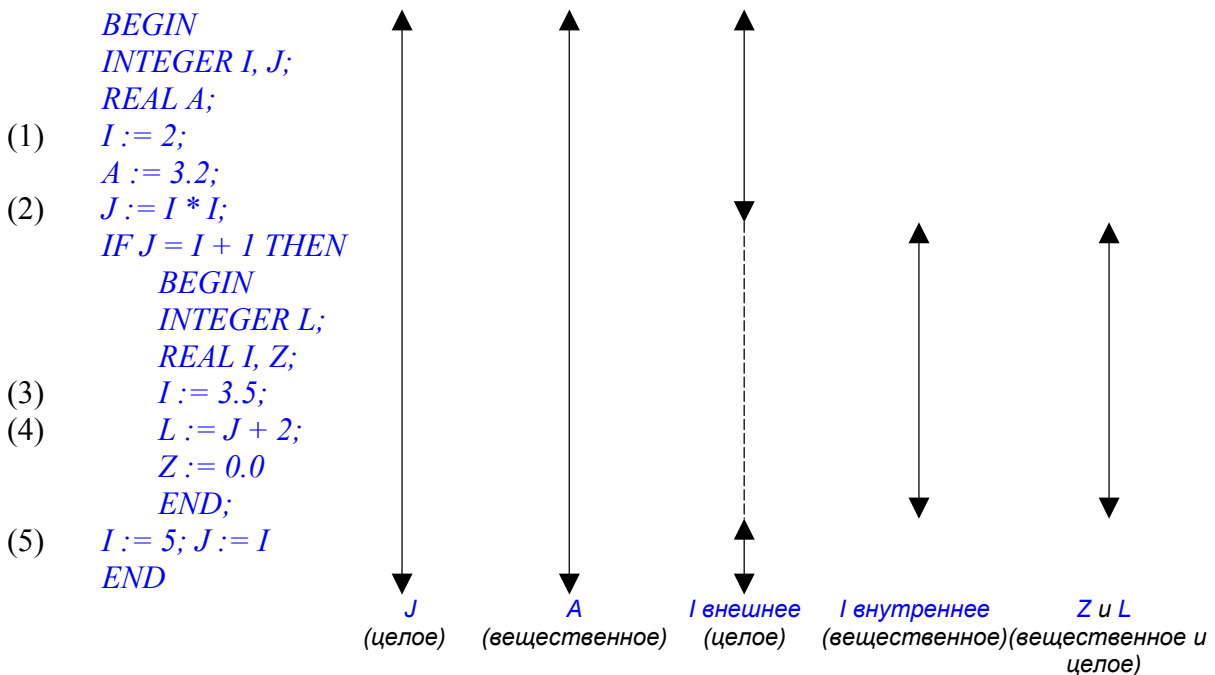 BEGIN
INTEGER I, J;
REAL A;
(1) I := 2;
A := 3.2;
(2) J := I * I;
IF J = I + 1 THEN
BEGIN
INTEGER L;
REAL I, Z;
(3) I := 3.5;
(4) L := J + 2;
Z := 0.0
END;
(5) I := 5; J := I
END
J A I внешнее I внутреннее Z и L
(целое) (вещественное) (целое) (вещественное) (вещественное и
целое)